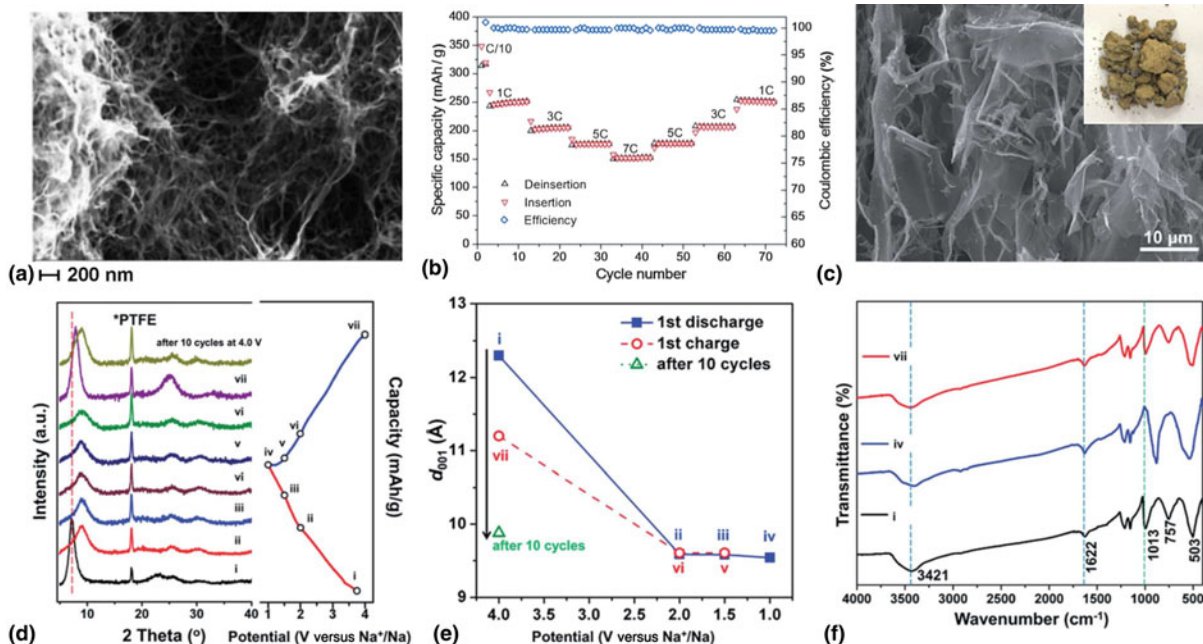 (a) 200 nm
400
350
300
250
200
150
100
50
0
Specific capacity (mAh / g)
C/10
1C
3C
5C
7C
5C
3C
1C
Deinsertion
Insertion
Efficiency
100
95
90
85
80
75
70
65
60
Coulombic efficiency (%)
0 10 20 30 40 50 60 70 80
Cycle number
(b)
10 µm
(c)
Intensity (a.u.)
*PTFE
after 10 cycles at 4.0 V
vii
vi
v
vi
iii
ii
i
10 20 30 40
2 Theta (o)
vii
vi
v
iv
iii
ii
i
2 3 4
Potential (V versus Na+/Na)
Capacity (mAh/g)
(d)
13
12
11
10
9
d001 (Å)
i
1st discharge
1st charge
after 10 cycles
vii
after 10 cycles
ii iii iv
vi v
4.0 3.5 3.0 2.5 2.0 1.5 1.0
Potential (V versus Na+/Na)
(e)
Transmittance (%)
vii
iv
i
3421
1622
1013
757
503
4000 3500 3000 2500 2000 1500 1000 500
Wavenumber (cm-1)
(f)